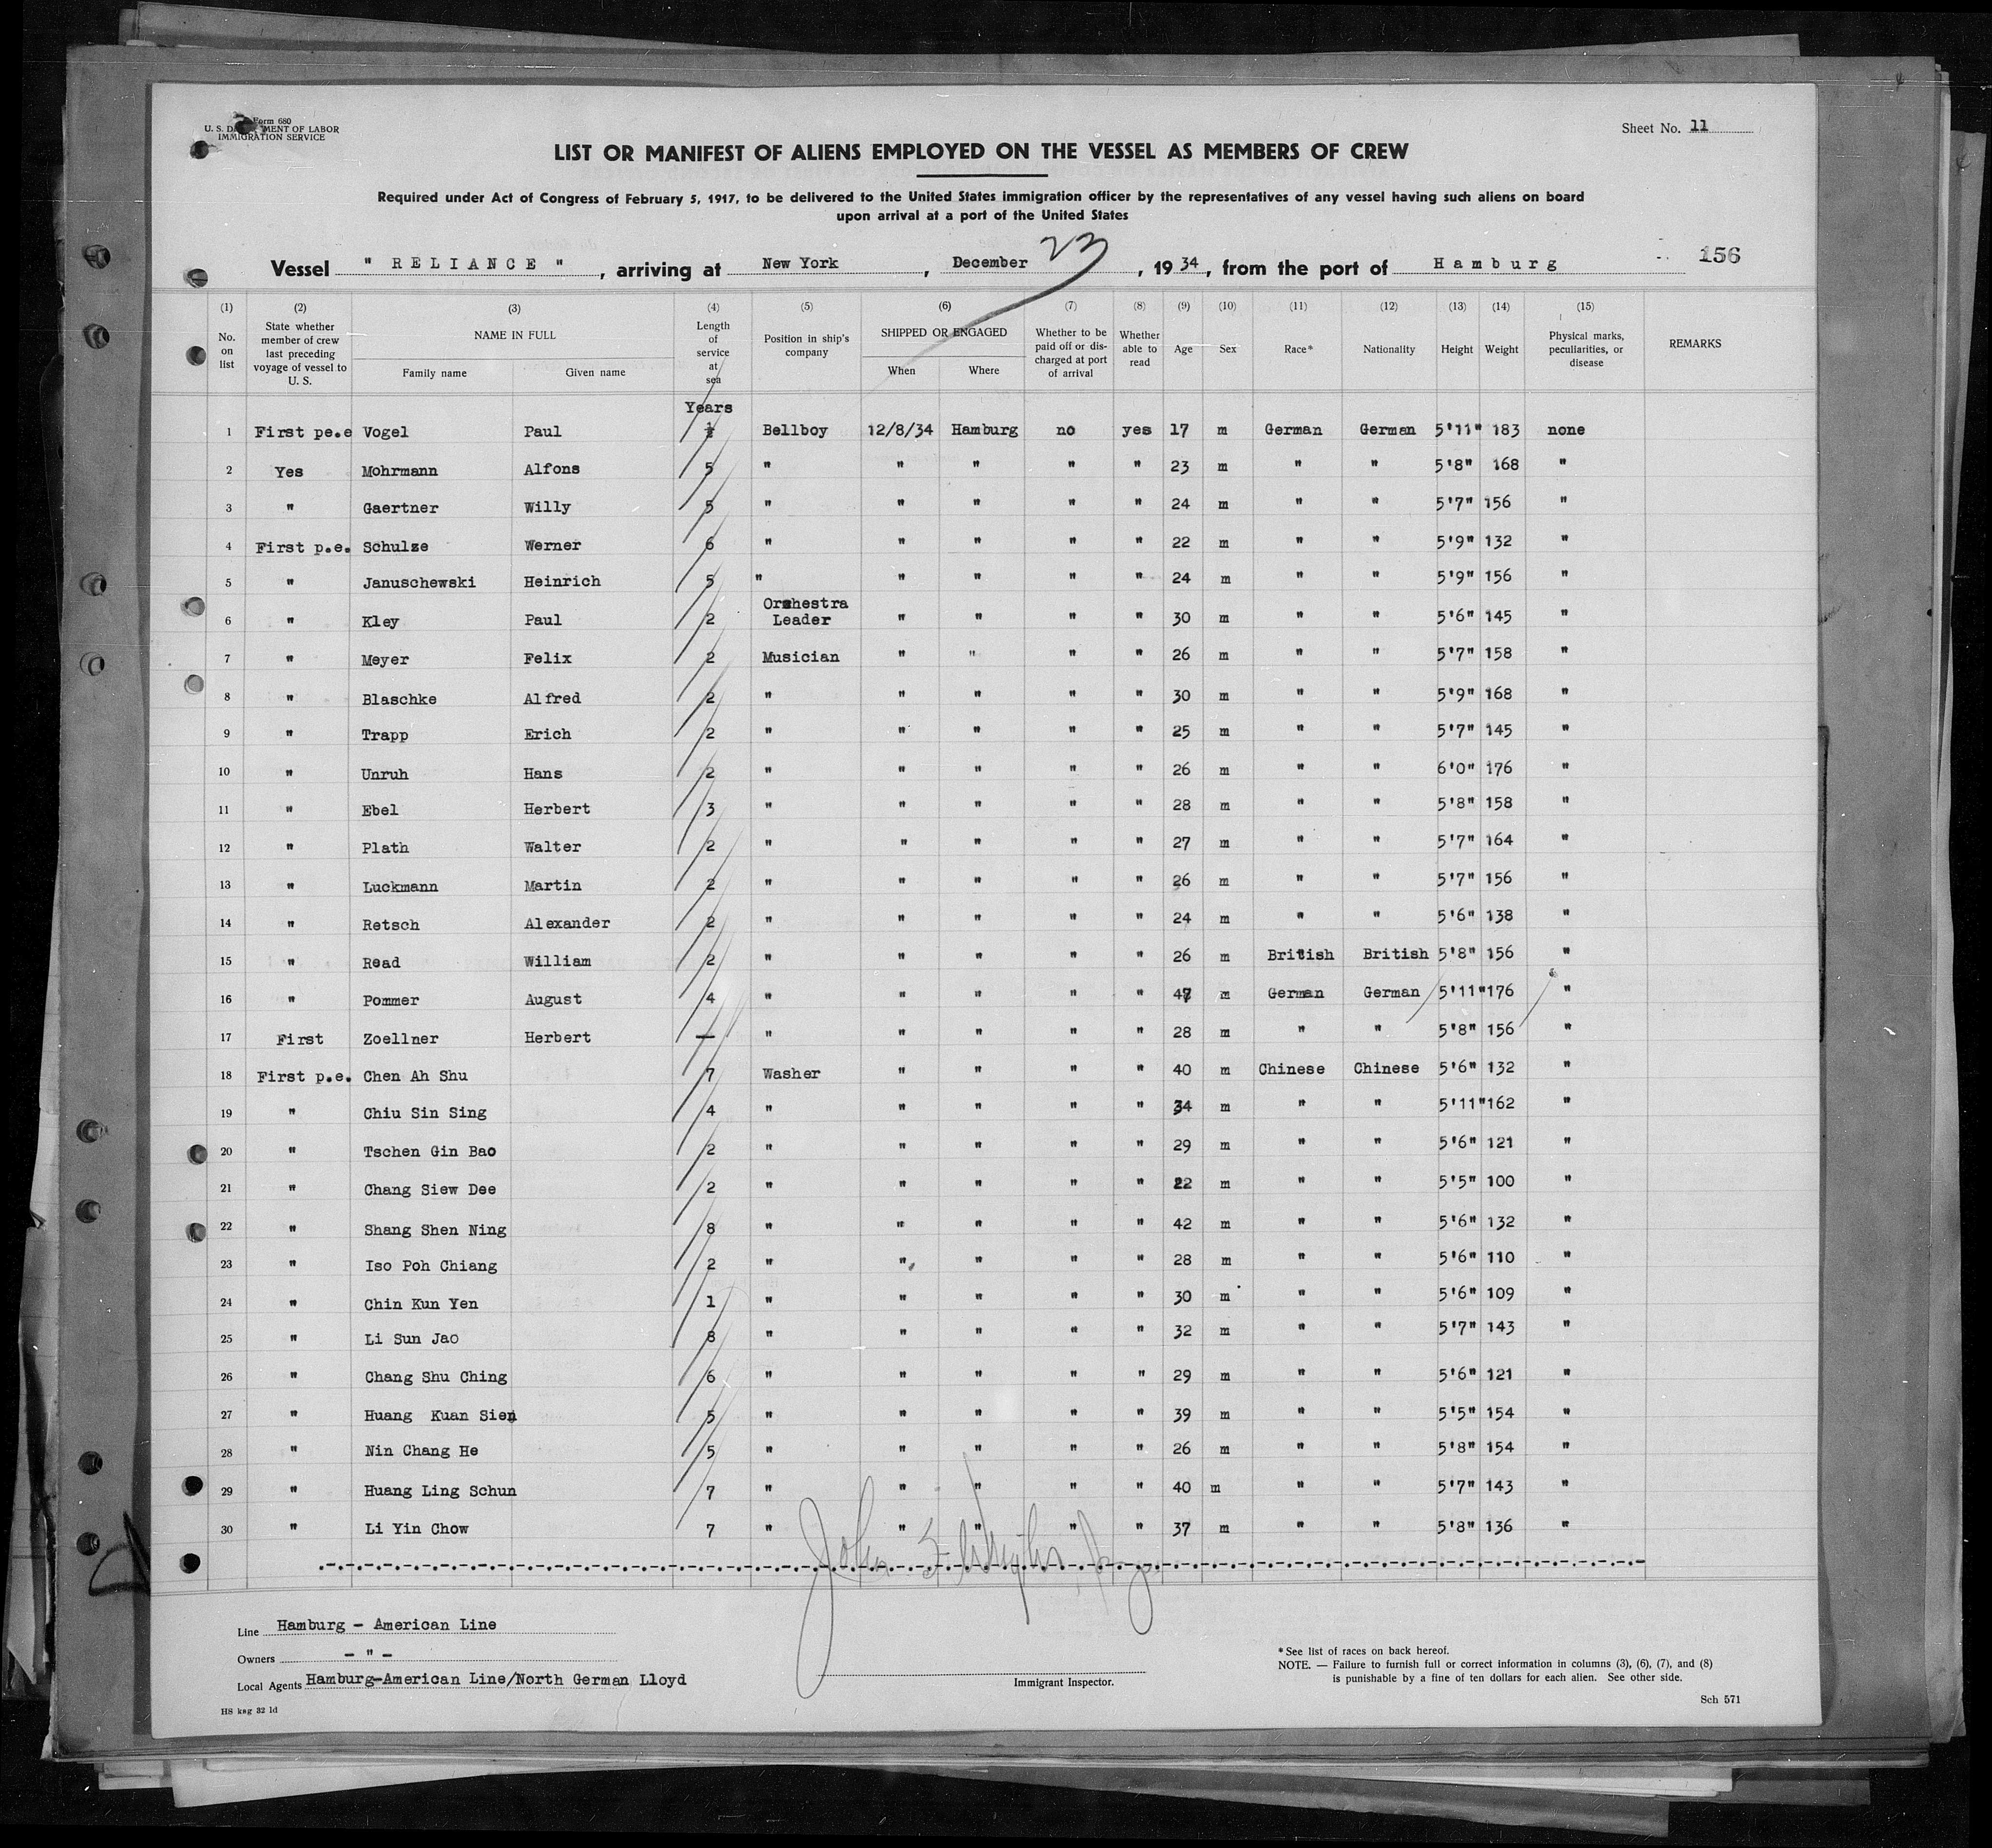 Form 680
U. S. DEPARTMENT OF LABOR
IMMIGRATION SERVICE
Sheet No. 11
LIST OR MANIFEST OF ALIENS EMPLOYED ON THE VESSEL AS MEMBERS OF CREW
Required under Act of Congress of February 5, 1917, to be delivered to the United States immigration officer by the representatives of any vessel having such aliens on board
upon arrival at a port of the United States
Vessel " RELIANCE ", arriving at New York, December 23, 1934, from the port of Hamburg 156
(1) No. on list (2) State whether member of crew last preceding voyage of vessel to U. S. (3) NAME IN FULL Family name Given name (4) Length of service at sea (5) Position in ship's company (6) SHIPPED OR ENGAGED When Where (7) Whether to be paid off or discharged at port of arrival (8) Whether able to read (9) Age (10) Sex (11) Race* (12) Nationality (13) Height (14) Weight (15) Physical marks, peculiarities, or disease REMARKS
Years
1 First pe.e Vogel Paul Bellboy 12/8/34 Hamburg no yes 17 m German German 5'11" 183 none
2 Yes Mohrmann Alfons 5 " " " " " 23 m " " 5'8" 168 "
3 " Gaertner Willy 5 " " " " " 24 m " " 5'7" 156 "
4 First p.e. Schulze Werner 6 " " " " " 22 m " " 5'9" 132 "
5 " Januschewski Heinrich 5 " " " " " 24 m " " 5'9" 156 "
6 " Kley Paul 2 Orchestra Leader " " " " 30 m " " 5'6" 145 "
7 " Meyer Felix 2 Musician " " " " 26 m " " 5'7" 158 "
8 " Blaschke Alfred 2 " " " " " 30 m " " 5'9" 168 "
9 " Trapp Erich 2 " " " " " 25 m " " 5'7" 145 "
10 " Unruh Hans 2 " " " " " 26 m " " 6'0" 176 "
11 " Ebel Herbert 3 " " " " " 28 m " " 5'8" 158 "
12 " Plath Walter 2 " " " " " 27 m " " 5'7" 164 "
13 " Luckmann Martin 2 " " " " " 26 m " " 5'7" 156 "
14 " Retsch Alexander 2 " " " " " 24 m " " 5'6" 138 "
15 " Read William 2 " " " " " 26 m British British 5'8" 156 "
16 " Pommer August 4 " " " " " 47 m German German 5'11" 176 "
17 First Zoellner Herbert — " " " " " 28 m " " 5'8" 156 "
18 First p.e. Chen Ah Shu 7 Washer " " " " 40 m Chinese Chinese 5'6" 132 "
19 " Chiu Sin Sing 4 " " " " " 34 m " " 5'11" 162 "
20 " Tschen Gin Bao 2 " " " " " 29 m " " 5'6" 121 "
21 " Chang Siew Dee 2 " " " " " 22 m " " 5'5" 100 "
22 " Shang Shen Ning 8 " " " " " 42 m " " 5'6" 132 "
23 " Iso Poh Chiang 2 " " " " " 28 m " " 5'6" 110 "
24 " Chin Kun Yen 1 " " " " " 30 m " " 5'6" 109 "
25 " Li Sun Jao 8 " " " " " 32 m " " 5'7" 143 "
26 " Chang Shu Ching 6 " " " " " 29 m " " 5'6" 121 "
27 " Huang Kuan Sien 5 " " " " " 39 m " " 5'5" 154 "
28 " Nin Chang He 5 " " " " " 26 m " " 5'8" 154 "
29 " Huang Ling Schun 7 " " " " " 40 m " " 5'7" 143 "
30 " Li Yin Chow 7 " " " " " 37 m " " 5'8" 136 "
John
Line Hamburg - American Line
Owners - " -
Local Agents Hamburg-American Line/North German Lloyd
Immigrant Inspector.
* See list of races on back hereof.
NOTE. — Failure to furnish full or correct information in columns (3), (6), (7), and (8)
is punishable by a fine of ten dollars for each alien. See other side.
HS kag 32 ld
Sch 571